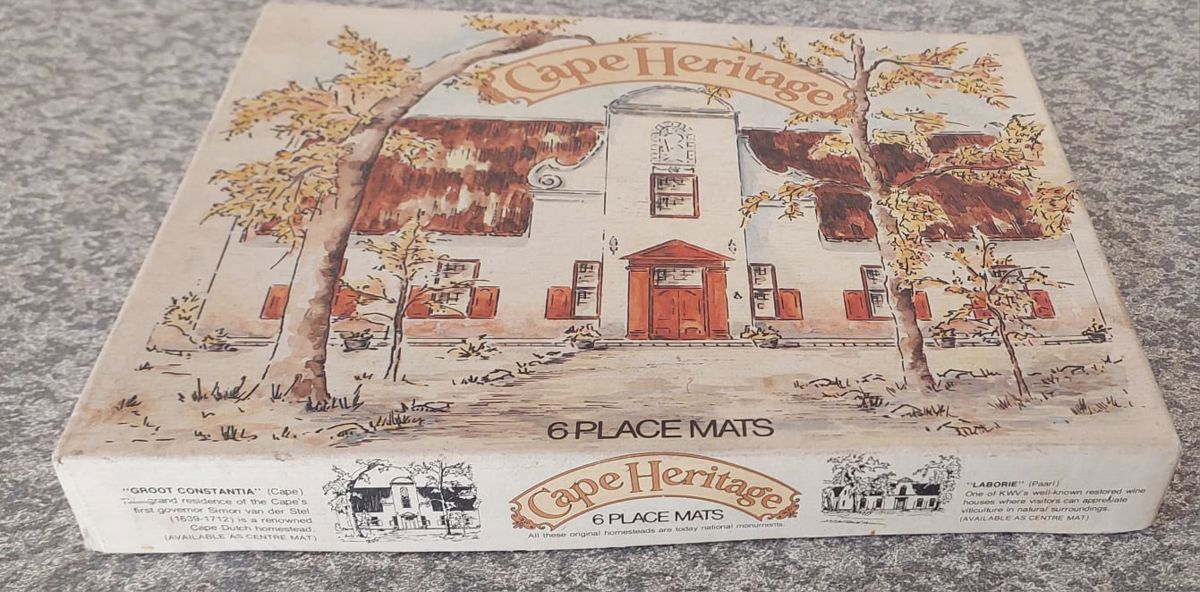 Cape Heritage
6 PLACE MATS
"GROOT CONSTANTIA" (Cape)
grand residence of the Cape's
first governor Simon van der Stel
(1639-1712) is a renowned
Cape Dutch homestead.
(AVAILABLE AS CENTRE MAT)
Cape Heritage
6 PLACE MATS
All these original homesteads are today national monuments.
"LABORIE" (Paarl)
One of KWV's well-known restored wine
houses where visitors can appreciate
viticulture in natural surroundings.
(AVAILABLE AS CENTRE MAT)